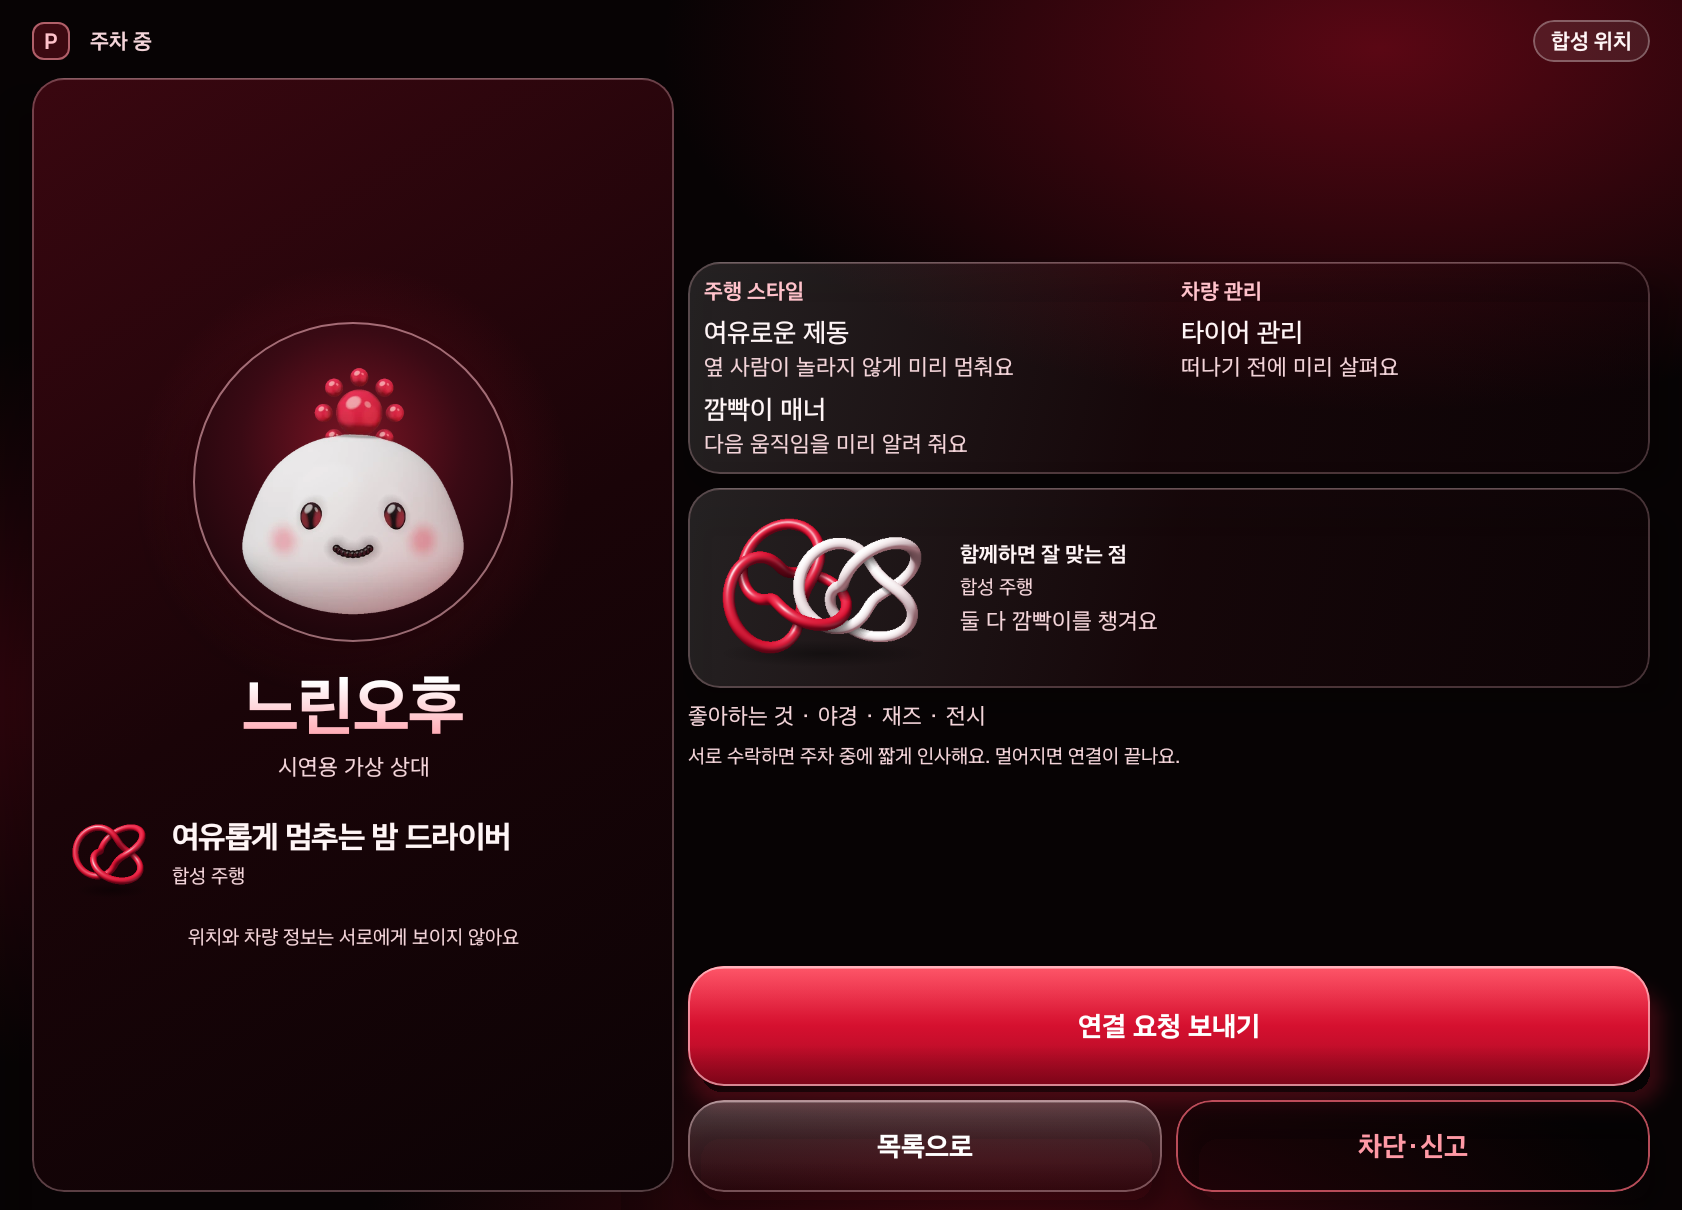 P 주차 중
합성 위치
느린오후
시연용 가상 상대
여유롭게 멈추는 밤 드라이버
합성 주행
위치와 차량 정보는 서로에게 보이지 않아요
주행 스타일
여유로운 제동
옆 사람이 놀라지 않게 미리 멈춰요
깜빡이 매너
다음 움직임을 미리 알려 줘요
차량 관리
타이어 관리
떠나기 전에 미리 살펴요
함께하면 잘 맞는 점
합성 주행
둘 다 깜빡이를 챙겨요
좋아하는 것 · 야경 · 재즈 · 전시
서로 수락하면 주차 중에 짧게 인사해요. 멀어지면 연결이 끝나요.
연결 요청 보내기
목록으로
차단·신고